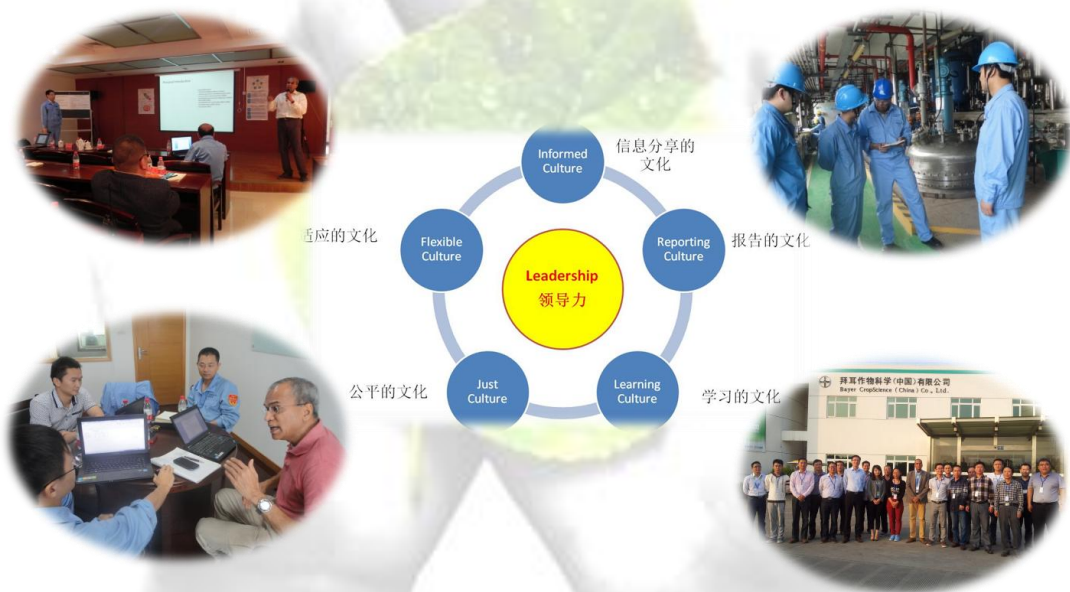 Informed
Culture
信息分享的
文化
适应的文化
Flexible
Culture
Reporting
Culture
报告的文化
Leadership
领导力
公平的文化
Just
Culture
Learning
Culture
学习的文化
拜耳作物科学(中国)有限公司
Bayer CropScience (China) Co., Ltd.